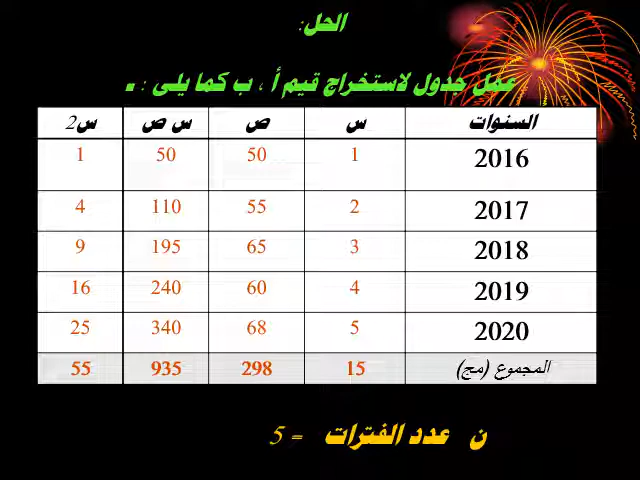 الحل:
عمل جدول لاستخراج قيم أ ، ب كما يلى : -
السنوات س ص س ص س2
2016 1 50 50 1
2017 2 55 110 4
2018 3 65 195 9
2019 4 60 240 16
2020 5 68 340 25
المجموع (مج) 15 298 935 55
ن عدد الفترات = 5